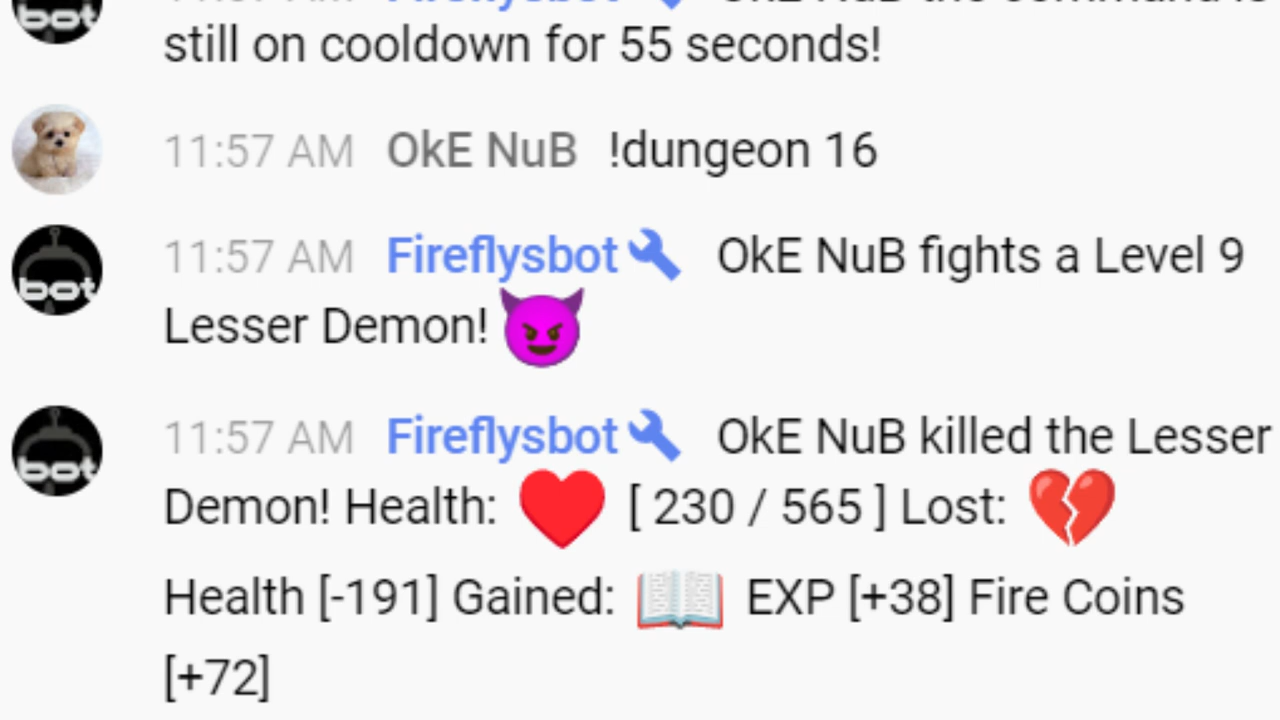 still on cooldown for 55 seconds!
11:57 AM OkE NuB !dungeon 16
bot
11:57 AM Fireflysbot OkE NuB fights a Level 9
Lesser Demon! 😈
bot
11:57 AM Fireflysbot OkE NuB killed the Lesser
Demon! Health: ❤️ [ 230 / 565 ] Lost: 💔
Health [-191] Gained: 📖 EXP [+38] Fire Coins
[+72]